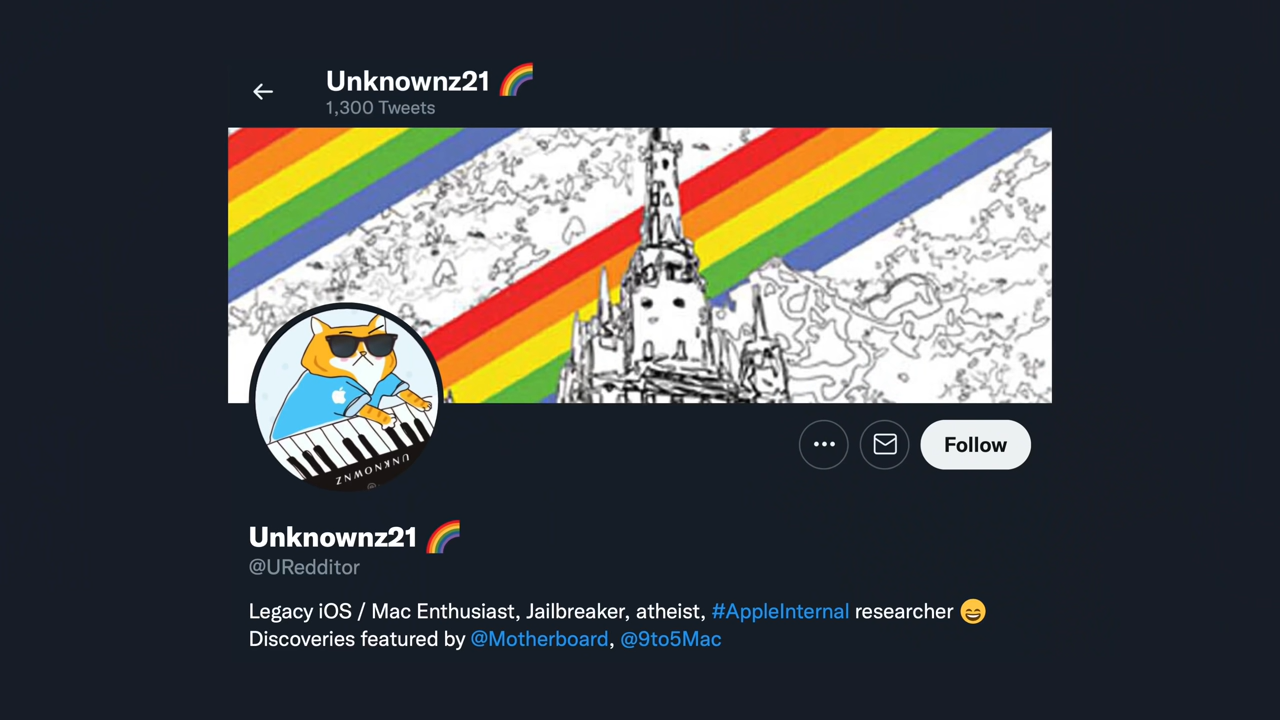 Unknownz21 🌈
1,300 Tweets
UNKNOWNZ
Follow
Unknownz21 🌈
@URedditor
Legacy iOS / Mac Enthusiast, Jailbreaker, atheist, #AppleInternal researcher 😄
Discoveries featured by @Motherboard, @9to5Mac